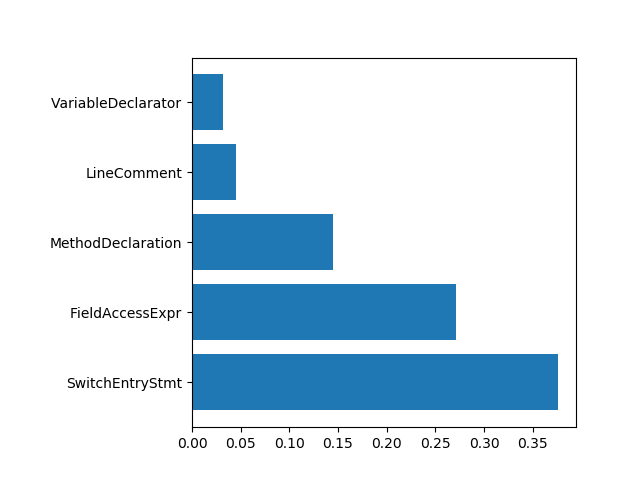 VariableDeclarator
LineComment
MethodDeclaration
FieldAccessExpr
SwitchEntryStmt
0.00 0.05 0.10 0.15 0.20 0.25 0.30 0.35